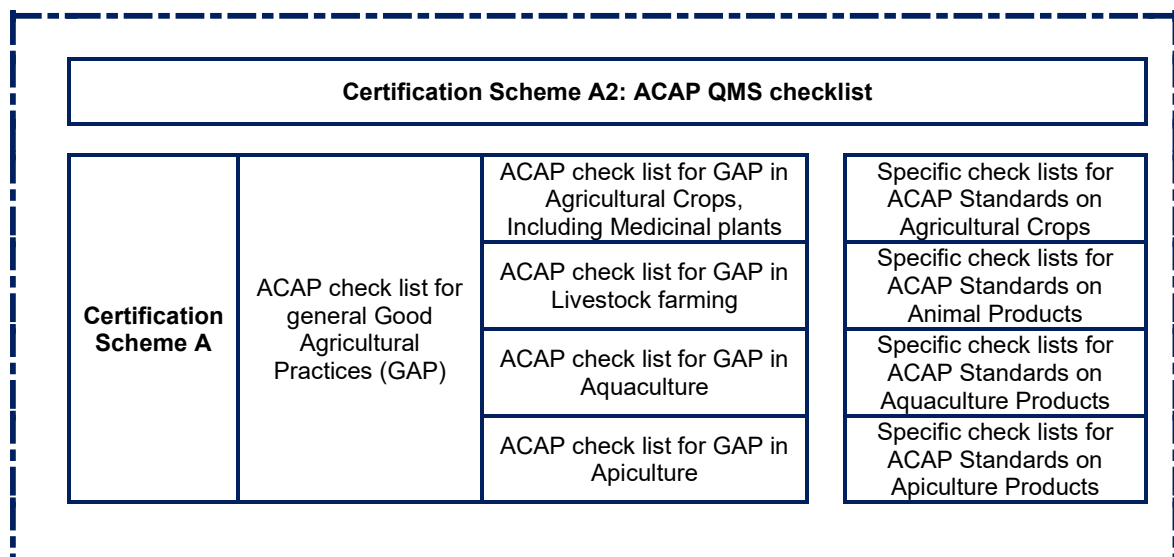 Certification Scheme A2: ACAP QMS checklist
Certification
Scheme A
ACAP check list for
general Good
Agricultural
Practices (GAP)
ACAP check list for GAP in
Agricultural Crops,
Including Medicinal plants
Specific check lists for
ACAP Standards on
Agricultural Crops
ACAP check list for GAP in
Livestock farming
Specific check lists for
ACAP Standards on
Animal Products
ACAP check list for GAP in
Aquaculture
Specific check lists for
ACAP Standards on
Aquaculture Products
ACAP check list for GAP in
Apiculture
Specific check lists for
ACAP Standards on
Apiculture Products